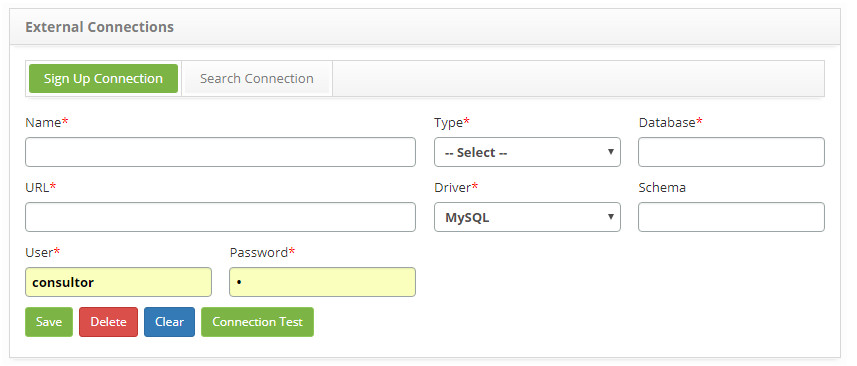 External Connections
Sign Up Connection Search Connection
Name* Type* Database*
-- Select --
URL* Driver* Schema
MySQL
User* Password*
consultor •
Save Delete Clear Connection Test